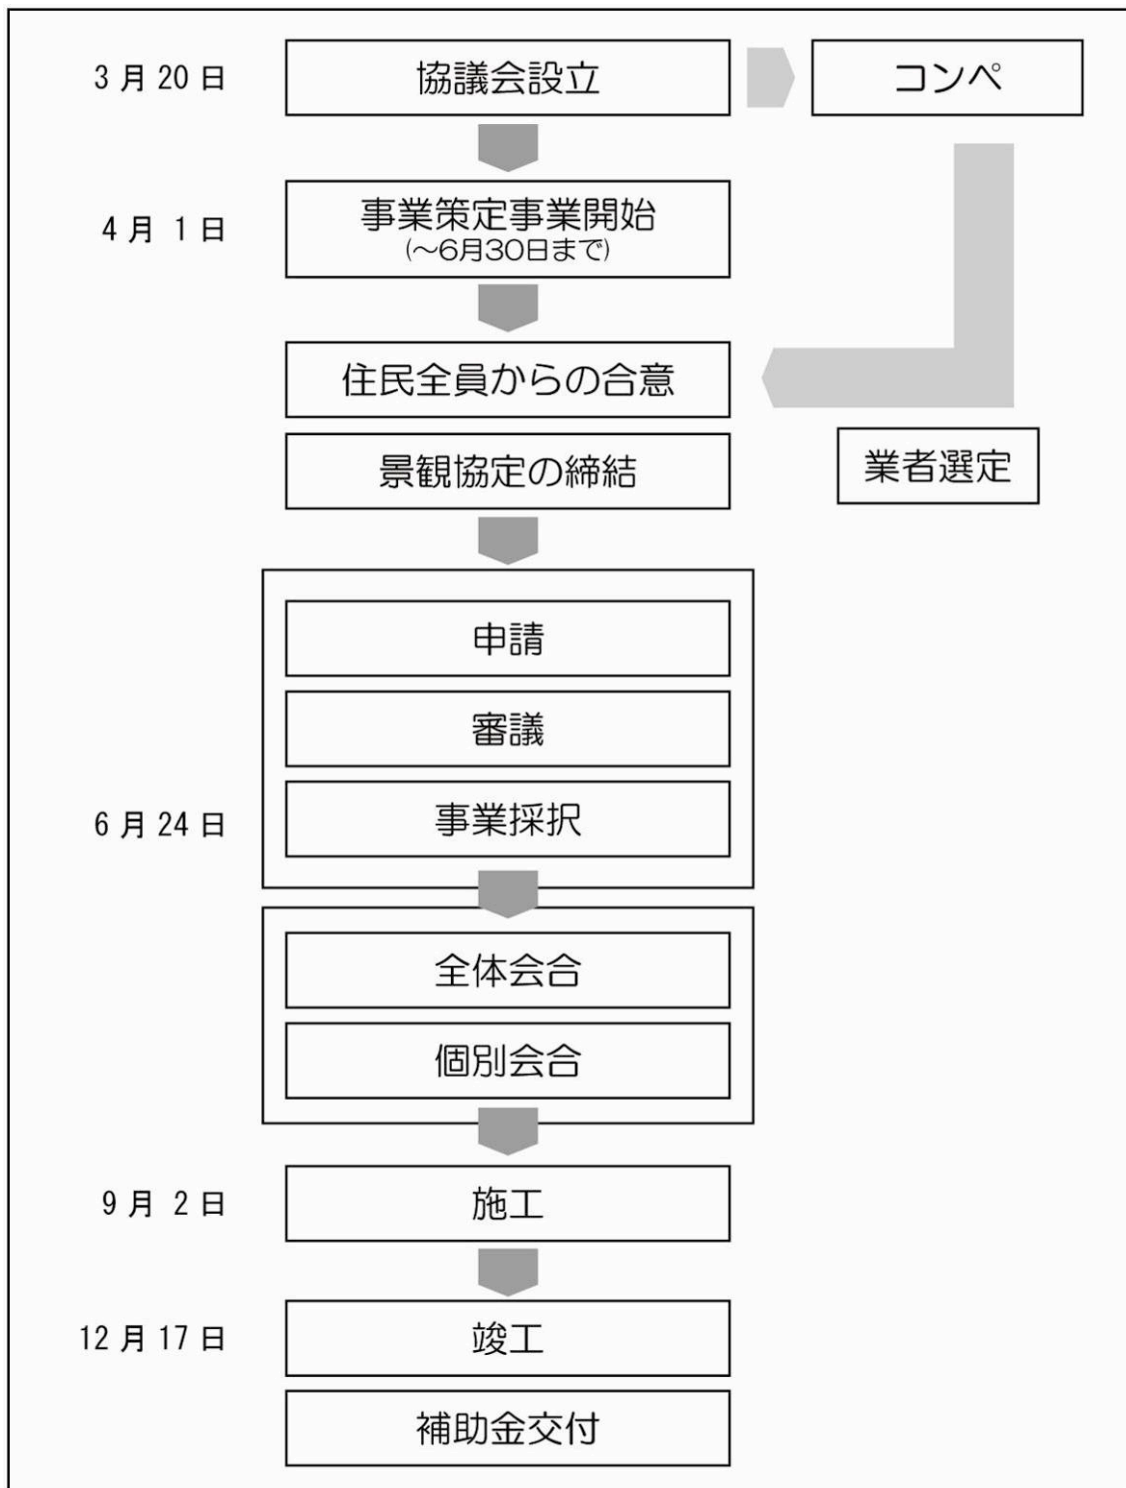 3月20日
協議会設立
コンペ
4月 1日
事業策定事業開始
(～6月30日まで)
住民全員からの合意
景観協定の締結
業者選定
申請
審議
6月24日
事業採択
全体会合
個別会合
9月 2日
施工
12月17日
竣工
補助金交付